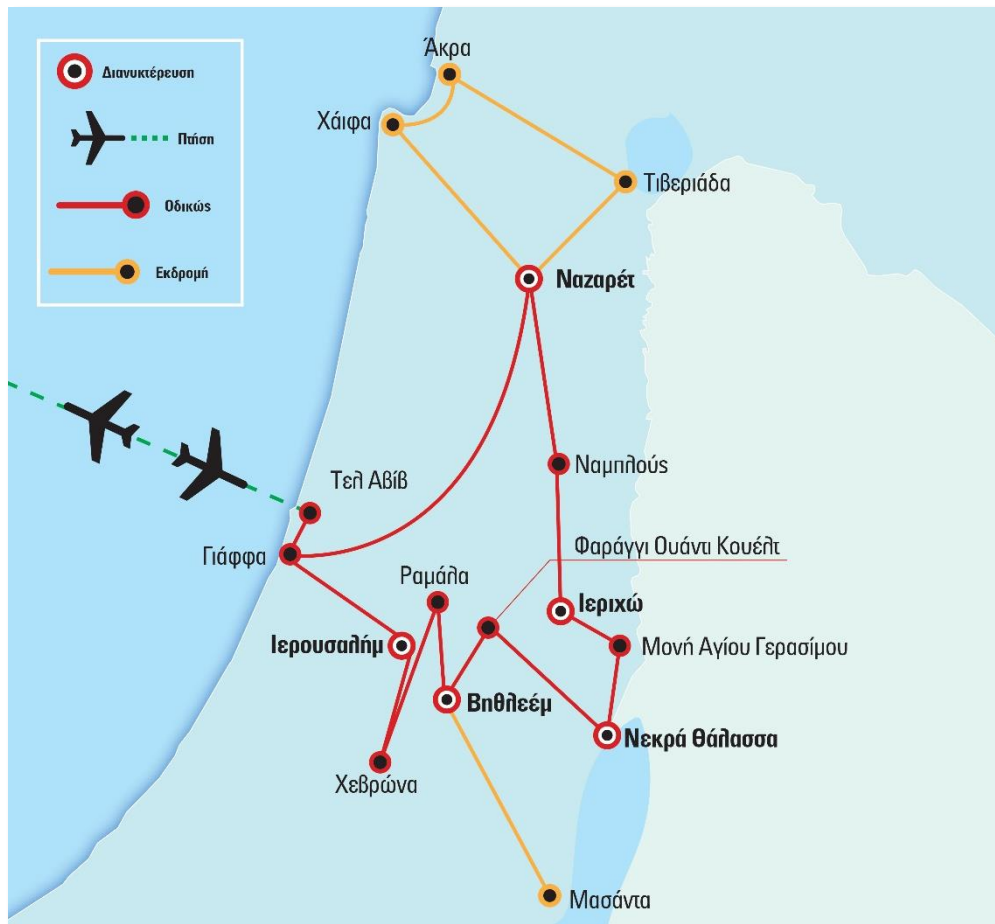 Διανυκτέρευση
Πτήση
Οδικώς
Εκδρομή
Άκρα
Χάιφα
Τιβεριάδα
Ναζαρέτ
Ναμπλούς
Τελ Αβίβ
Γιάφφα
Φαράγγι Ουάντι Κουέλτ
Ραμάλα
Ιεριχώ
Ιερουσαλήμ
Μονή Αγίου Γερασίμου
Βηθλεέμ
Νεκρά Θάλασσα
Χεβρώνα
Μασάντα